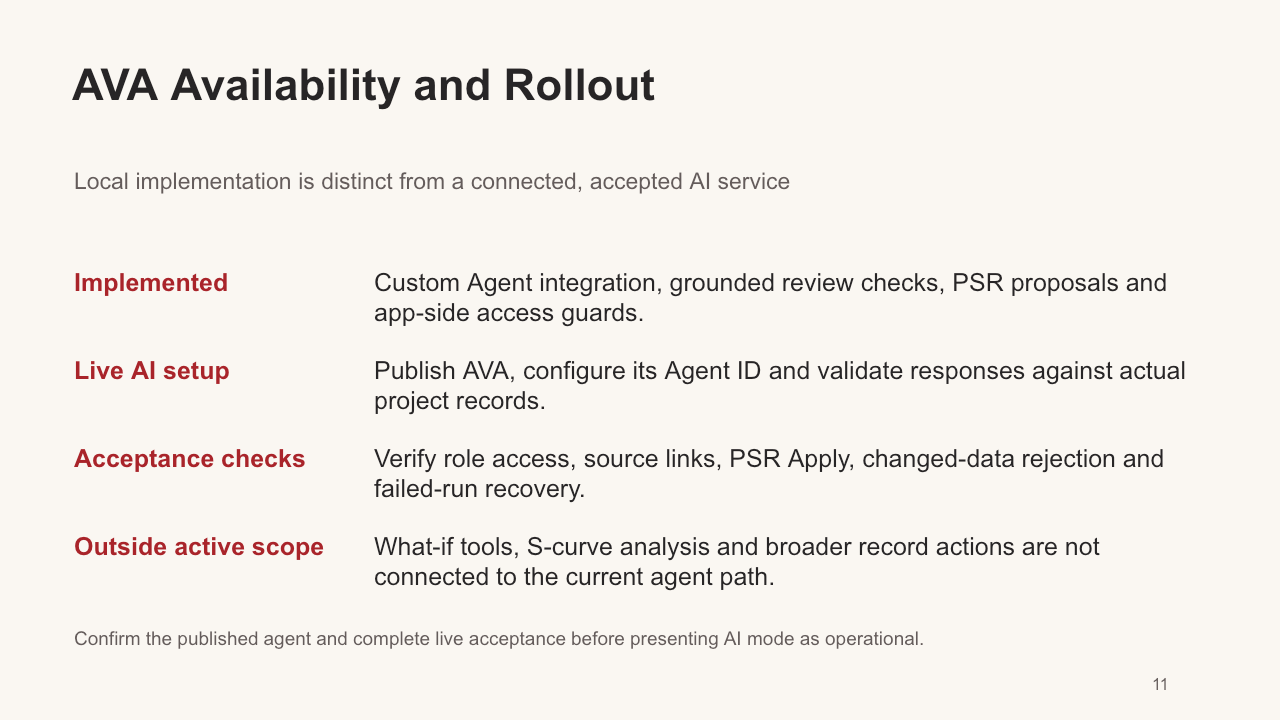 AVA Availability and Rollout
Local implementation is distinct from a connected, accepted AI service
Implemented
Custom Agent integration, grounded review checks, PSR proposals and
app-side access guards.
Live AI setup
Publish AVA, configure its Agent ID and validate responses against actual
project records.
Acceptance checks
Verify role access, source links, PSR Apply, changed-data rejection and
failed-run recovery.
Outside active scope
What-if tools, S-curve analysis and broader record actions are not
connected to the current agent path.
Confirm the published agent and complete live acceptance before presenting AI mode as operational.
11